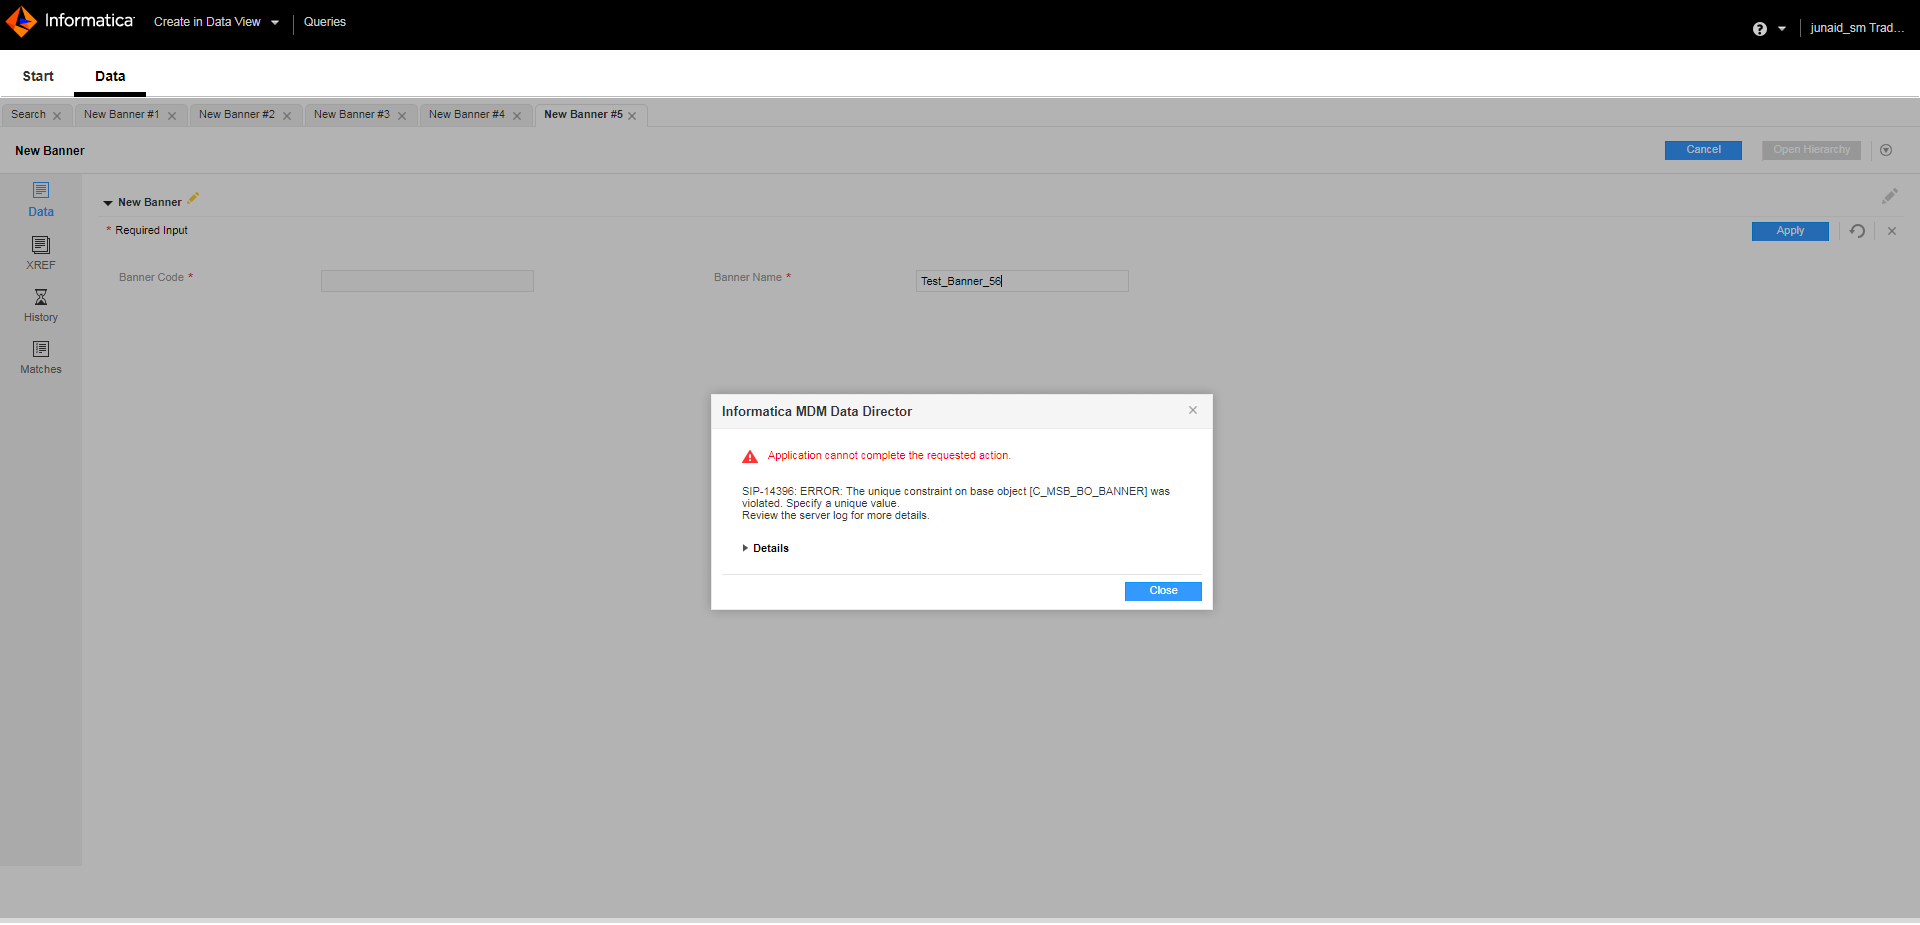 Informatica Create in Data View Queries junaid_sm Trad...
Start Data
Search New Banner #1 New Banner #2 New Banner #3 New Banner #4 New Banner #5
New Banner Cancel Open Hierarchy
Data
XREF
History
Matches
New Banner
* Required Input Apply
Banner Code * Banner Name * Test_Banner_56
Informatica MDM Data Director
Application cannot complete the requested action.
SIP-14396: ERROR: The unique constraint on base object [C_MSB_BO_BANNER] was
violated. Specify a unique value.
Review the server log for more details.
Details
Close